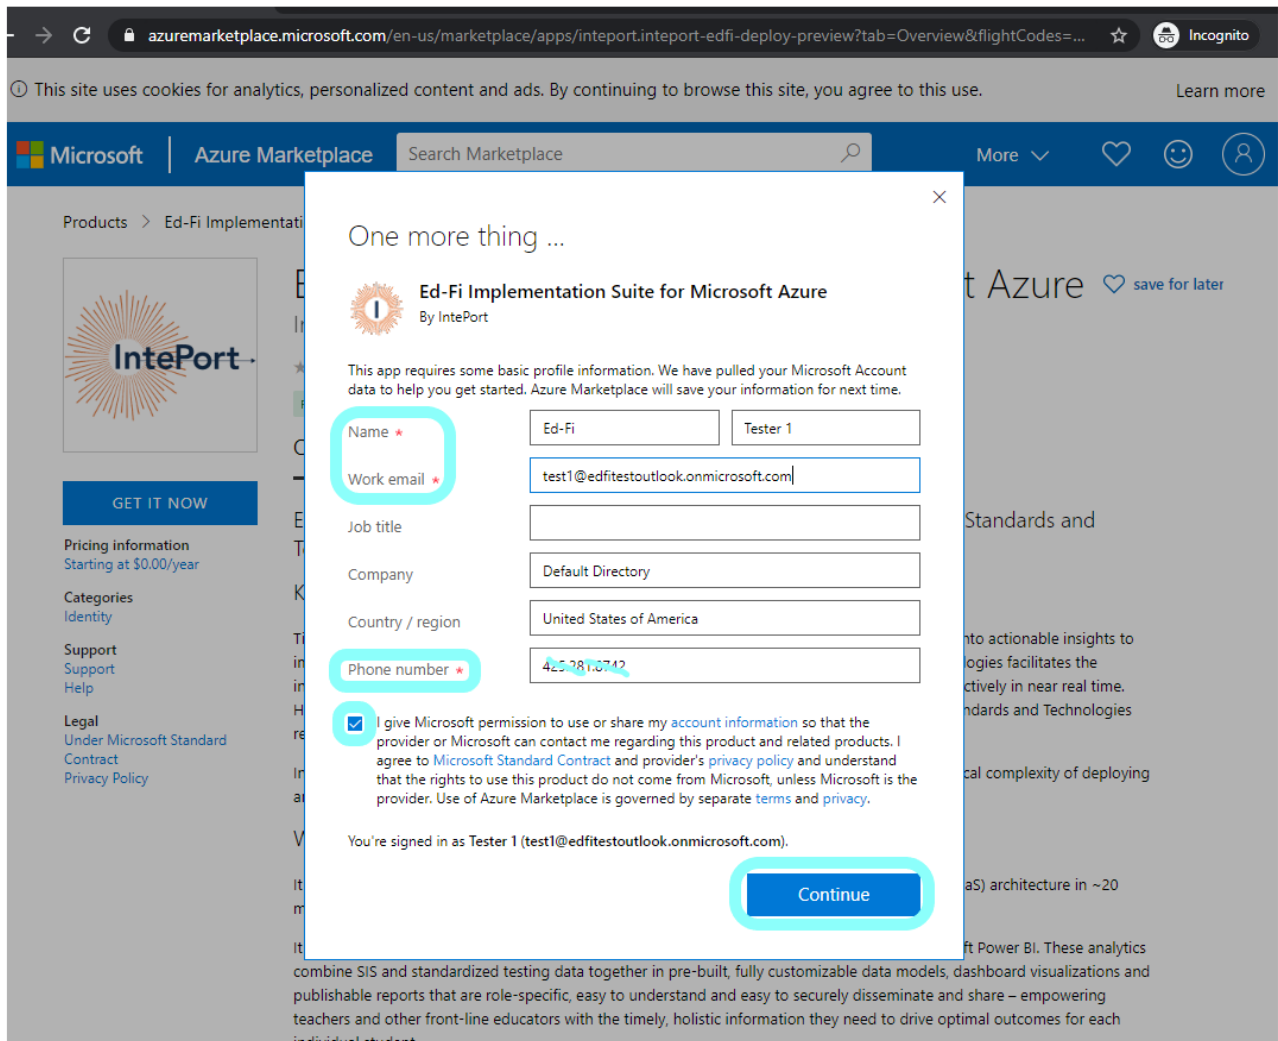 azuremarketplace.microsoft.com/en-us/marketplace/apps/inteport.inteport-edfi-deploy-preview?tab=Overview&flightCodes=...
Incognito
This site uses cookies for analytics, personalized content and ads. By continuing to browse this site, you agree to this use.
Learn more
Microsoft
Azure Marketplace
Search Marketplace
More
Products > Ed-Fi Implementati
One more thing ...
t Azure
save for later
Ed-Fi Implementation Suite for Microsoft Azure
By IntePort
IntePort
This app requires some basic profile information. We have pulled your Microsoft Account
data to help you get started. Azure Marketplace will save your information for next time.
Name *
Ed-Fi
Tester 1
Work email *
test1@edfitestoutlook.onmicrosoft.com
Job title
Company
Default Directory
Country / region
United States of America
Phone number *
I give Microsoft permission to use or share my account information so that the
provider or Microsoft can contact me regarding this product and related products. I
agree to Microsoft Standard Contract and provider's privacy policy and understand
that the rights to use this product do not come from Microsoft, unless Microsoft is the
provider. Use of Azure Marketplace is governed by separate terms and privacy.
You're signed in as Tester 1 (test1@edfitestoutlook.onmicrosoft.com).
Continue
GET IT NOW
Pricing information
Starting at $0.00/year
Categories
Identity
Support
Support
Help
Legal
Under Microsoft Standard
Contract
Privacy Policy
Standards and
nto actionable insights to
logies facilitates the
ctively in near real time.
ndards and Technologies
cal complexity of deploying
aS) architecture in ~20
It
ft Power BI. These analytics
combine SIS and standardized testing data together in pre-built, fully customizable data models, dashboard visualizations and
publishable reports that are role-specific, easy to understand and easy to securely disseminate and share – empowering
teachers and other front-line educators with the timely, holistic information they need to drive optimal outcomes for each
individual student